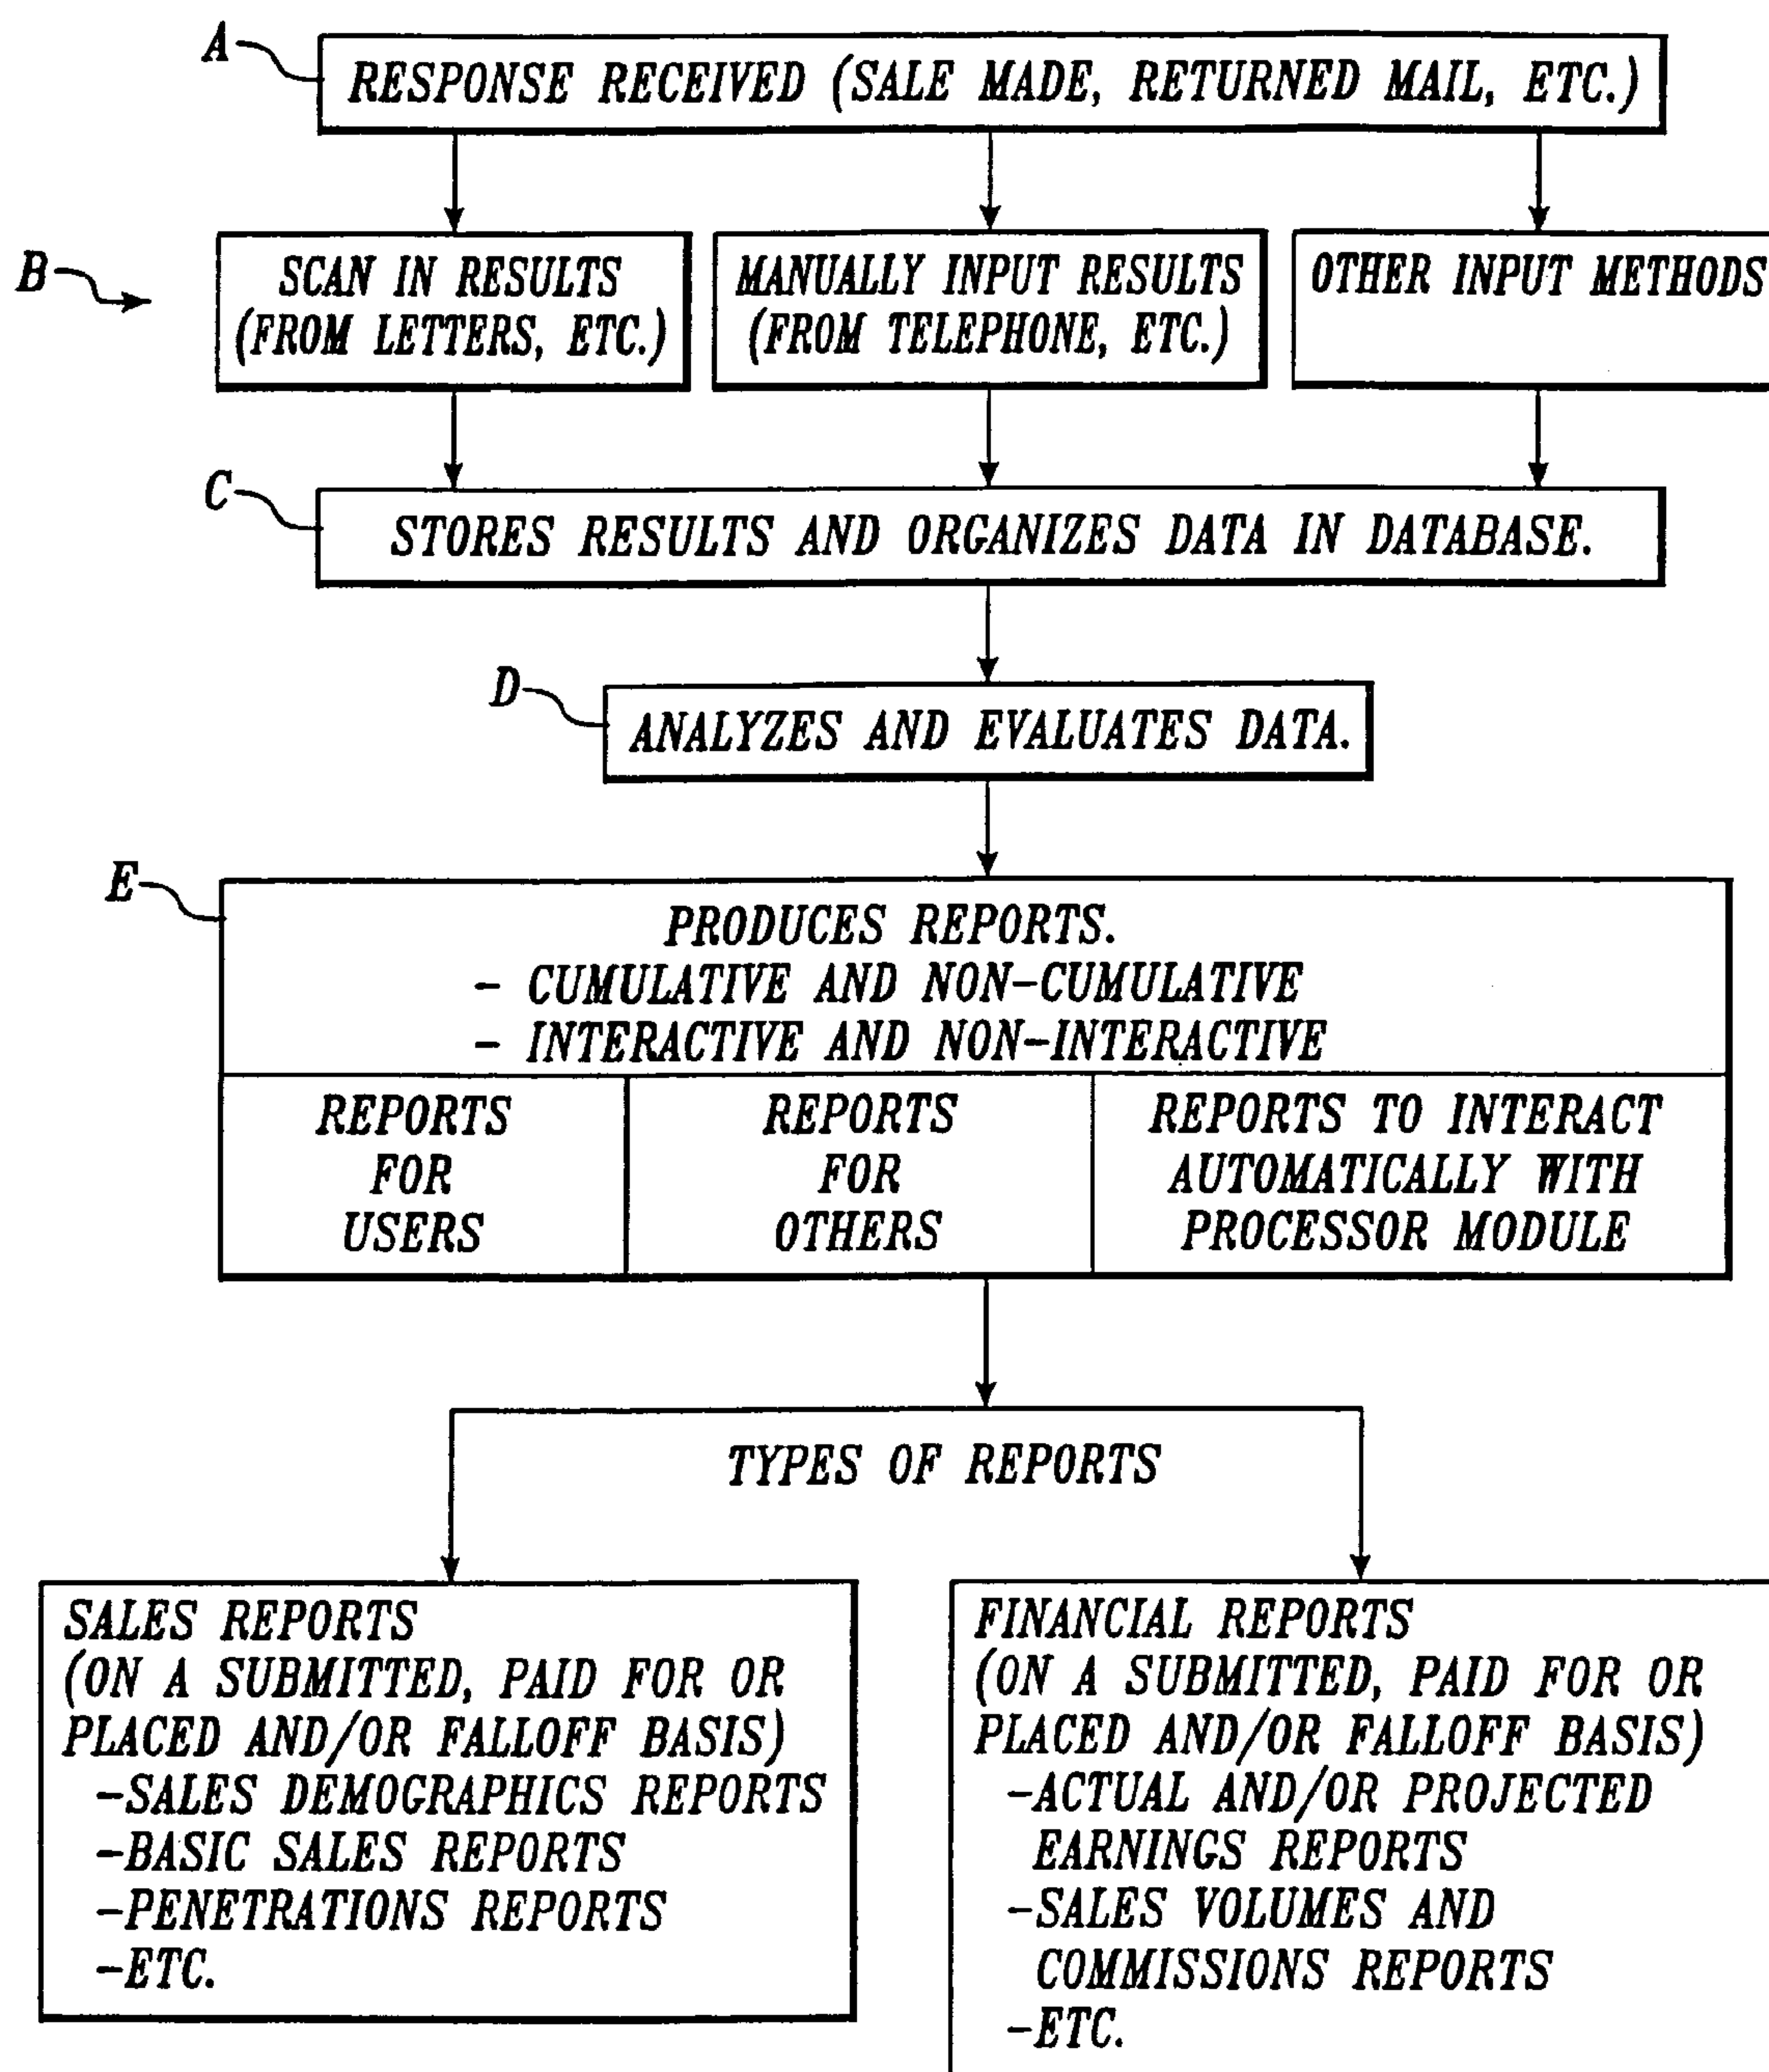 A
RESPONSE RECEIVED (SALE MADE, RETURNED MAIL, ETC.)
B
SCAN IN RESULTS
(FROM LETTERS, ETC.)
MANUALLY INPUT RESULTS
(FROM TELEPHONE, ETC.)
OTHER INPUT METHODS
C
STORES RESULTS AND ORGANIZES DATA IN DATABASE.
D
ANALYZES AND EVALUATES DATA.
E
PRODUCES REPORTS.
- CUMULATIVE AND NON-CUMULATIVE
- INTERACTIVE AND NON-INTERACTIVE
REPORTS
FOR
USERS
REPORTS
FOR
OTHERS
REPORTS TO INTERACT
AUTOMATICALLY WITH
PROCESSOR MODULE
TYPES OF REPORTS
SALES REPORTS
(ON A SUBMITTED, PAID FOR OR
PLACED AND/OR FALLOFF BASIS)
-SALES DEMOGRAPHICS REPORTS
-BASIC SALES REPORTS
-PENETRATIONS REPORTS
-ETC.
FINANCIAL REPORTS
(ON A SUBMITTED, PAID FOR OR
PLACED AND/OR FALLOFF BASIS)
-ACTUAL AND/OR PROJECTED
EARNINGS REPORTS
-SALES VOLUMES AND
COMMISSIONS REPORTS
-ETC.